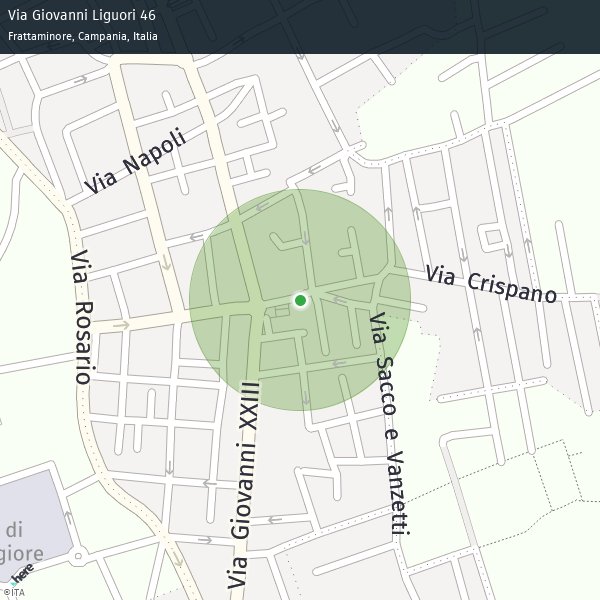 Via Giovanni Liguori 46
Frattaminore, Campania, Italia
Via Napoli
Via Rosario
Via Crispano
Via Sacco e Vanzetti
Via Giovanni XXIII
di
giore
here
©ITA